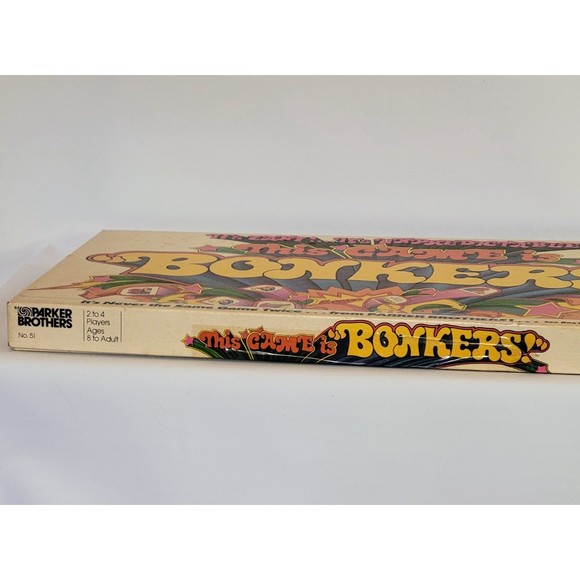 This GAME is
"BONKERS
It's Never the Same Game Twice
PARKER
BROTHERS
No. 51
2 to 4
Players
Ages
8 to Adult
This GAME is "BONKERS!"